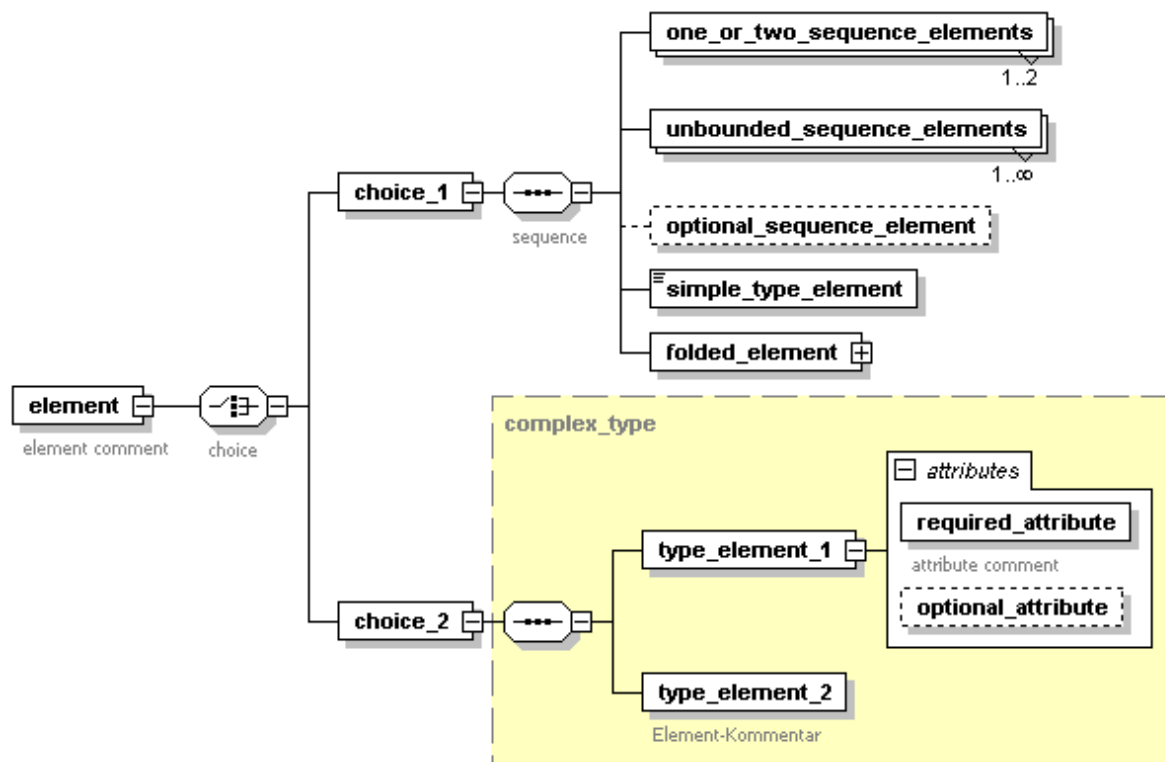 one_or_two_sequence_elements
1..2
unbounded_sequence_elements
1..∞
choice_1
sequence
optional_sequence_element
simple_type_element
folded_element
element
element comment
choice
complex_type
attributes
required_attribute
attribute comment
optional_attribute
type_element_1
choice_2
type_element_2
Element-Kommentar